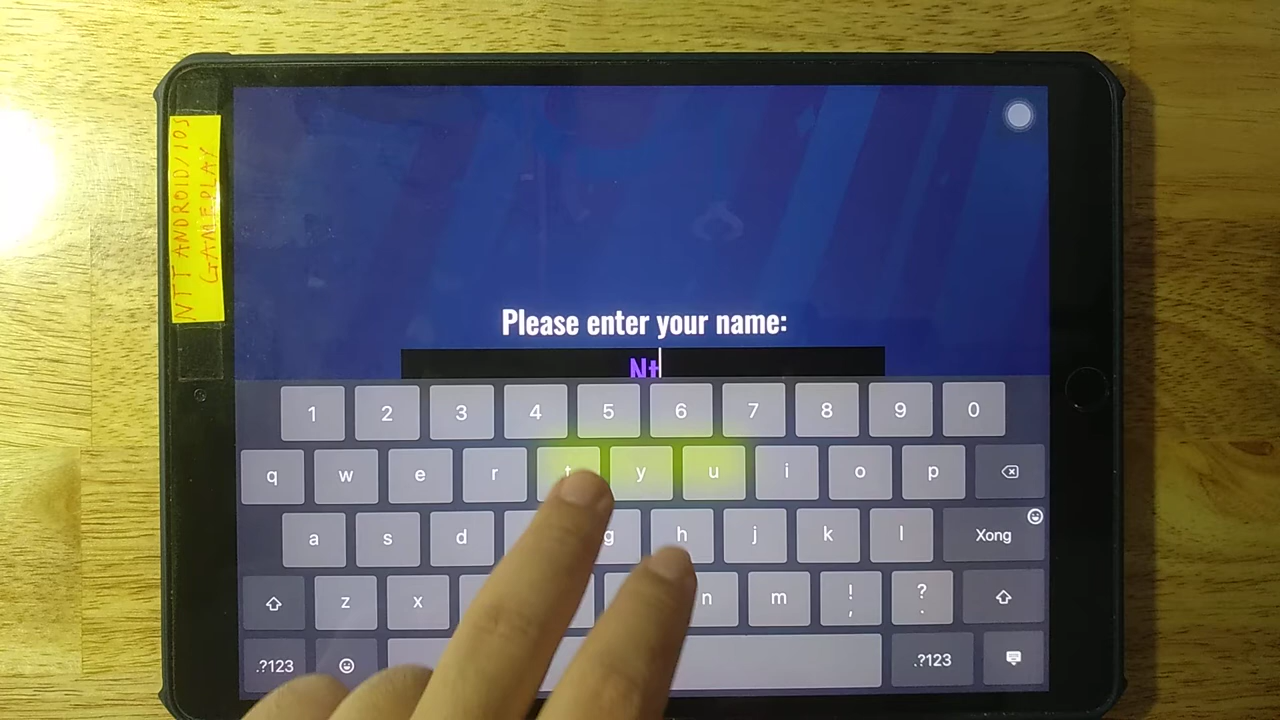 NTT ANDROID/IOS
GAMEPLAY
Please enter your name:
Nt
1 2 3 4 5 6 7 8 9 0
q w e r t y u i o p
a s d g h j k l Xong
z x n m ! , ? .
.?123 .?123